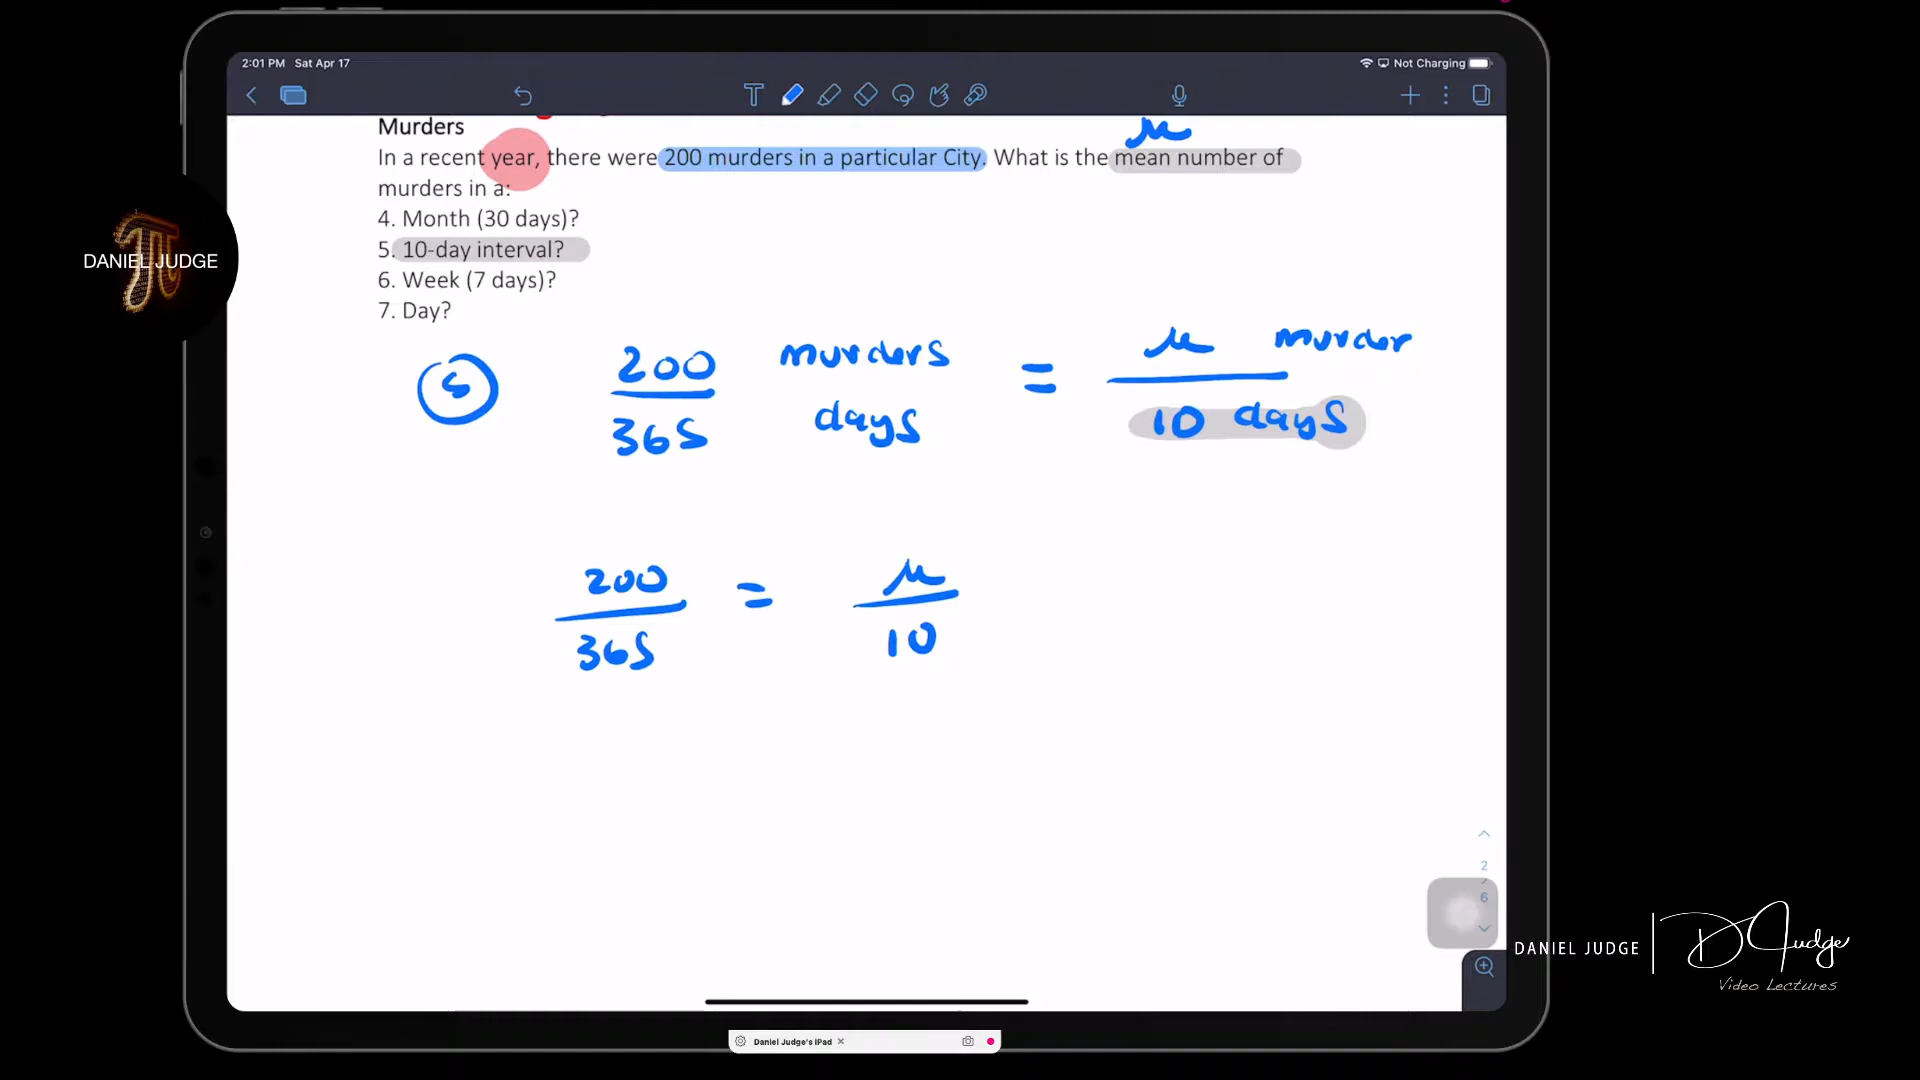 2:01 PM Sat Apr 17
Not Charging
Murders
μ
In a recent year, there were 200 murders in a particular City. What is the mean number of
murders in a:
4. Month (30 days)?
5. 10-day interval?
6. Week (7 days)?
7. Day?
DANIEL JUDGE
5 200 murders = μ murder
365 days 10 days
200 = μ
365 10
2
6
DANIEL JUDGE
DJudge
Video Lectures
Daniel Judge's iPad